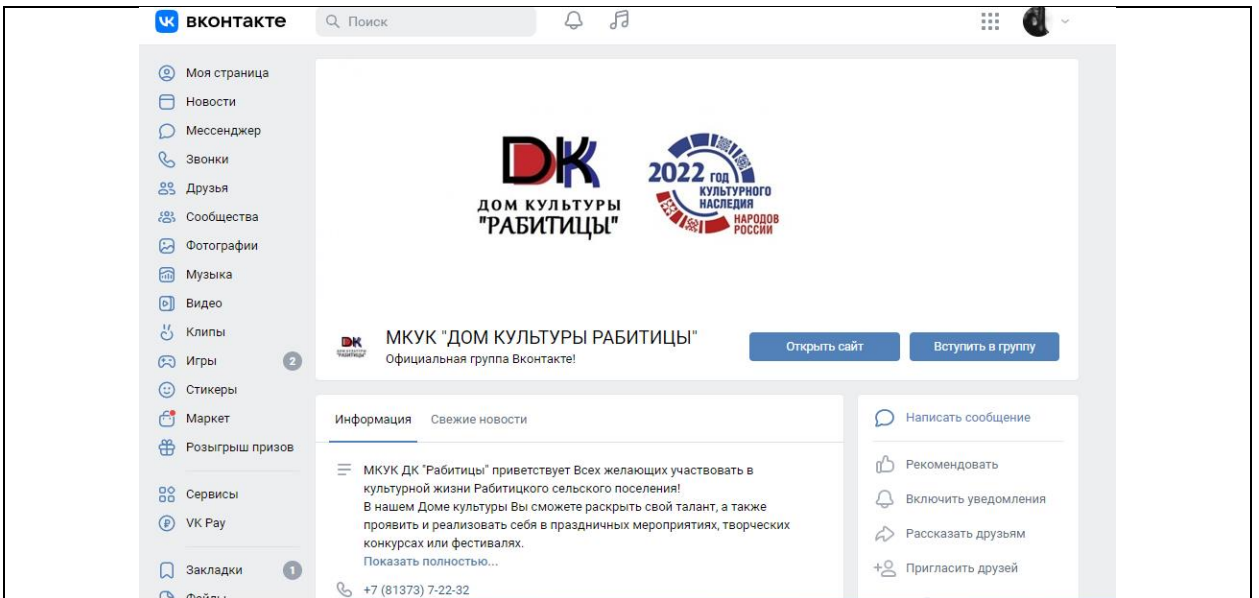 вконтакте
Поиск
Моя страница
Новости
Мессенджер
Звонки
Друзья
Сообщества
Фотографии
Музыка
Видео
Клипы
Игры 2
Стикеры
Маркет
Розыгрыш призов
Сервисы
VK Pay
Закладки 1
Файлы
DK
ДОМ КУЛЬТУРЫ
"РАБИТИЦЫ"
2022 ГОД
КУЛЬТУРНОГО
НАСЛЕДИЯ
НАРОДОВ
РОССИИ
МКУК "ДОМ КУЛЬТУРЫ РАБИТИЦЫ"
Официальная группа Вконтакте!
Открыть сайт
Вступить в группу
Информация
Свежие новости
МКУК ДК "Рабитицы" приветствует Всех желающих участвовать в
культурной жизни Рабитицкого сельского поселения!
В нашем Доме культуры Вы сможете раскрыть свой талант, а также
проявить и реализовать себя в праздничных мероприятиях, творческих
конкурсах или фестивалях.
Показать полностью...
+7 (81373) 7-22-32
Написать сообщение
Рекомендовать
Включить уведомления
Рассказать друзьям
Пригласить друзей